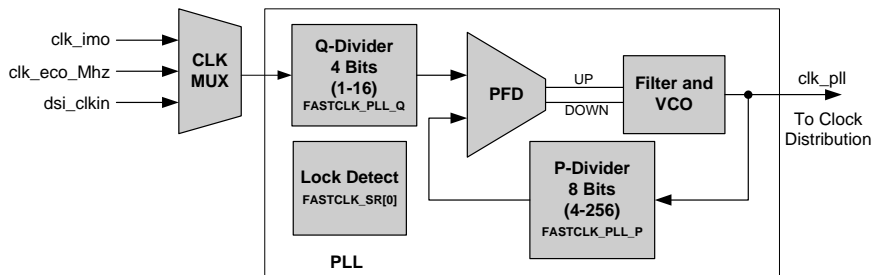 clk_imo
clk_eco_Mhz
dsi_clkin
CLK
MUX
Q-Divider
4 Bits
(1-16)
FASTCLK_PLL_Q
PFD
UP
DOWN
Filter and
VCO
clk_pll
To Clock
Distribution
Lock Detect
FASTCLK_SR[0]
P-Divider
8 Bits
(4-256)
FASTCLK_PLL_P
PLL